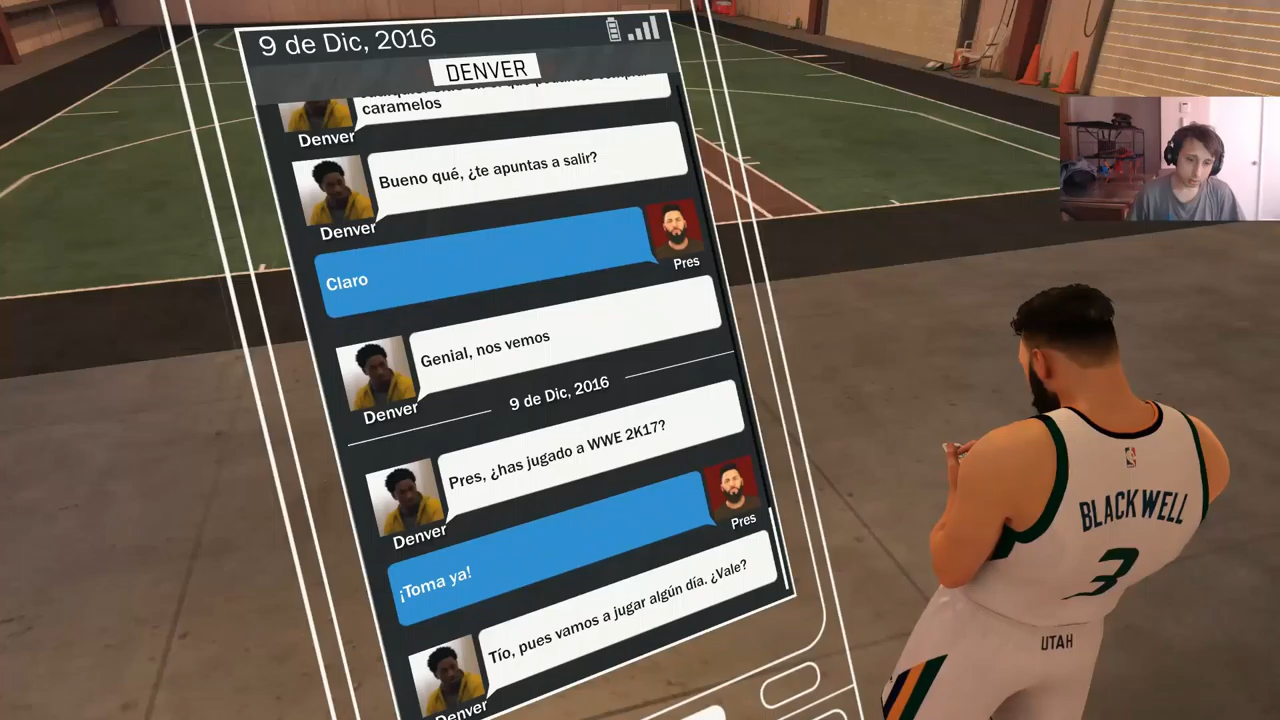 9 de Dic, 2016
DENVER
caramelos
Denver
Bueno qué, ¿te apuntas a salir?
Denver
Claro
Pres
Genial, nos vemos
Denver
9 de Dic, 2016
Pres, ¿has jugado a WWE 2K17?
Denver
¡Toma ya!
Pres
Tío, pues vamos a jugar algún día. ¿Vale?
Denver
BLACKWELL
3
UTAH